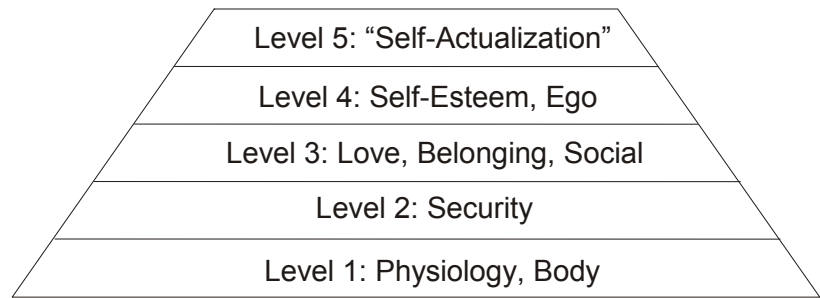 Level 5: “Self-Actualization”
Level 4: Self-Esteem, Ego
Level 3: Love, Belonging, Social
Level 2: Security
Level 1: Physiology, Body